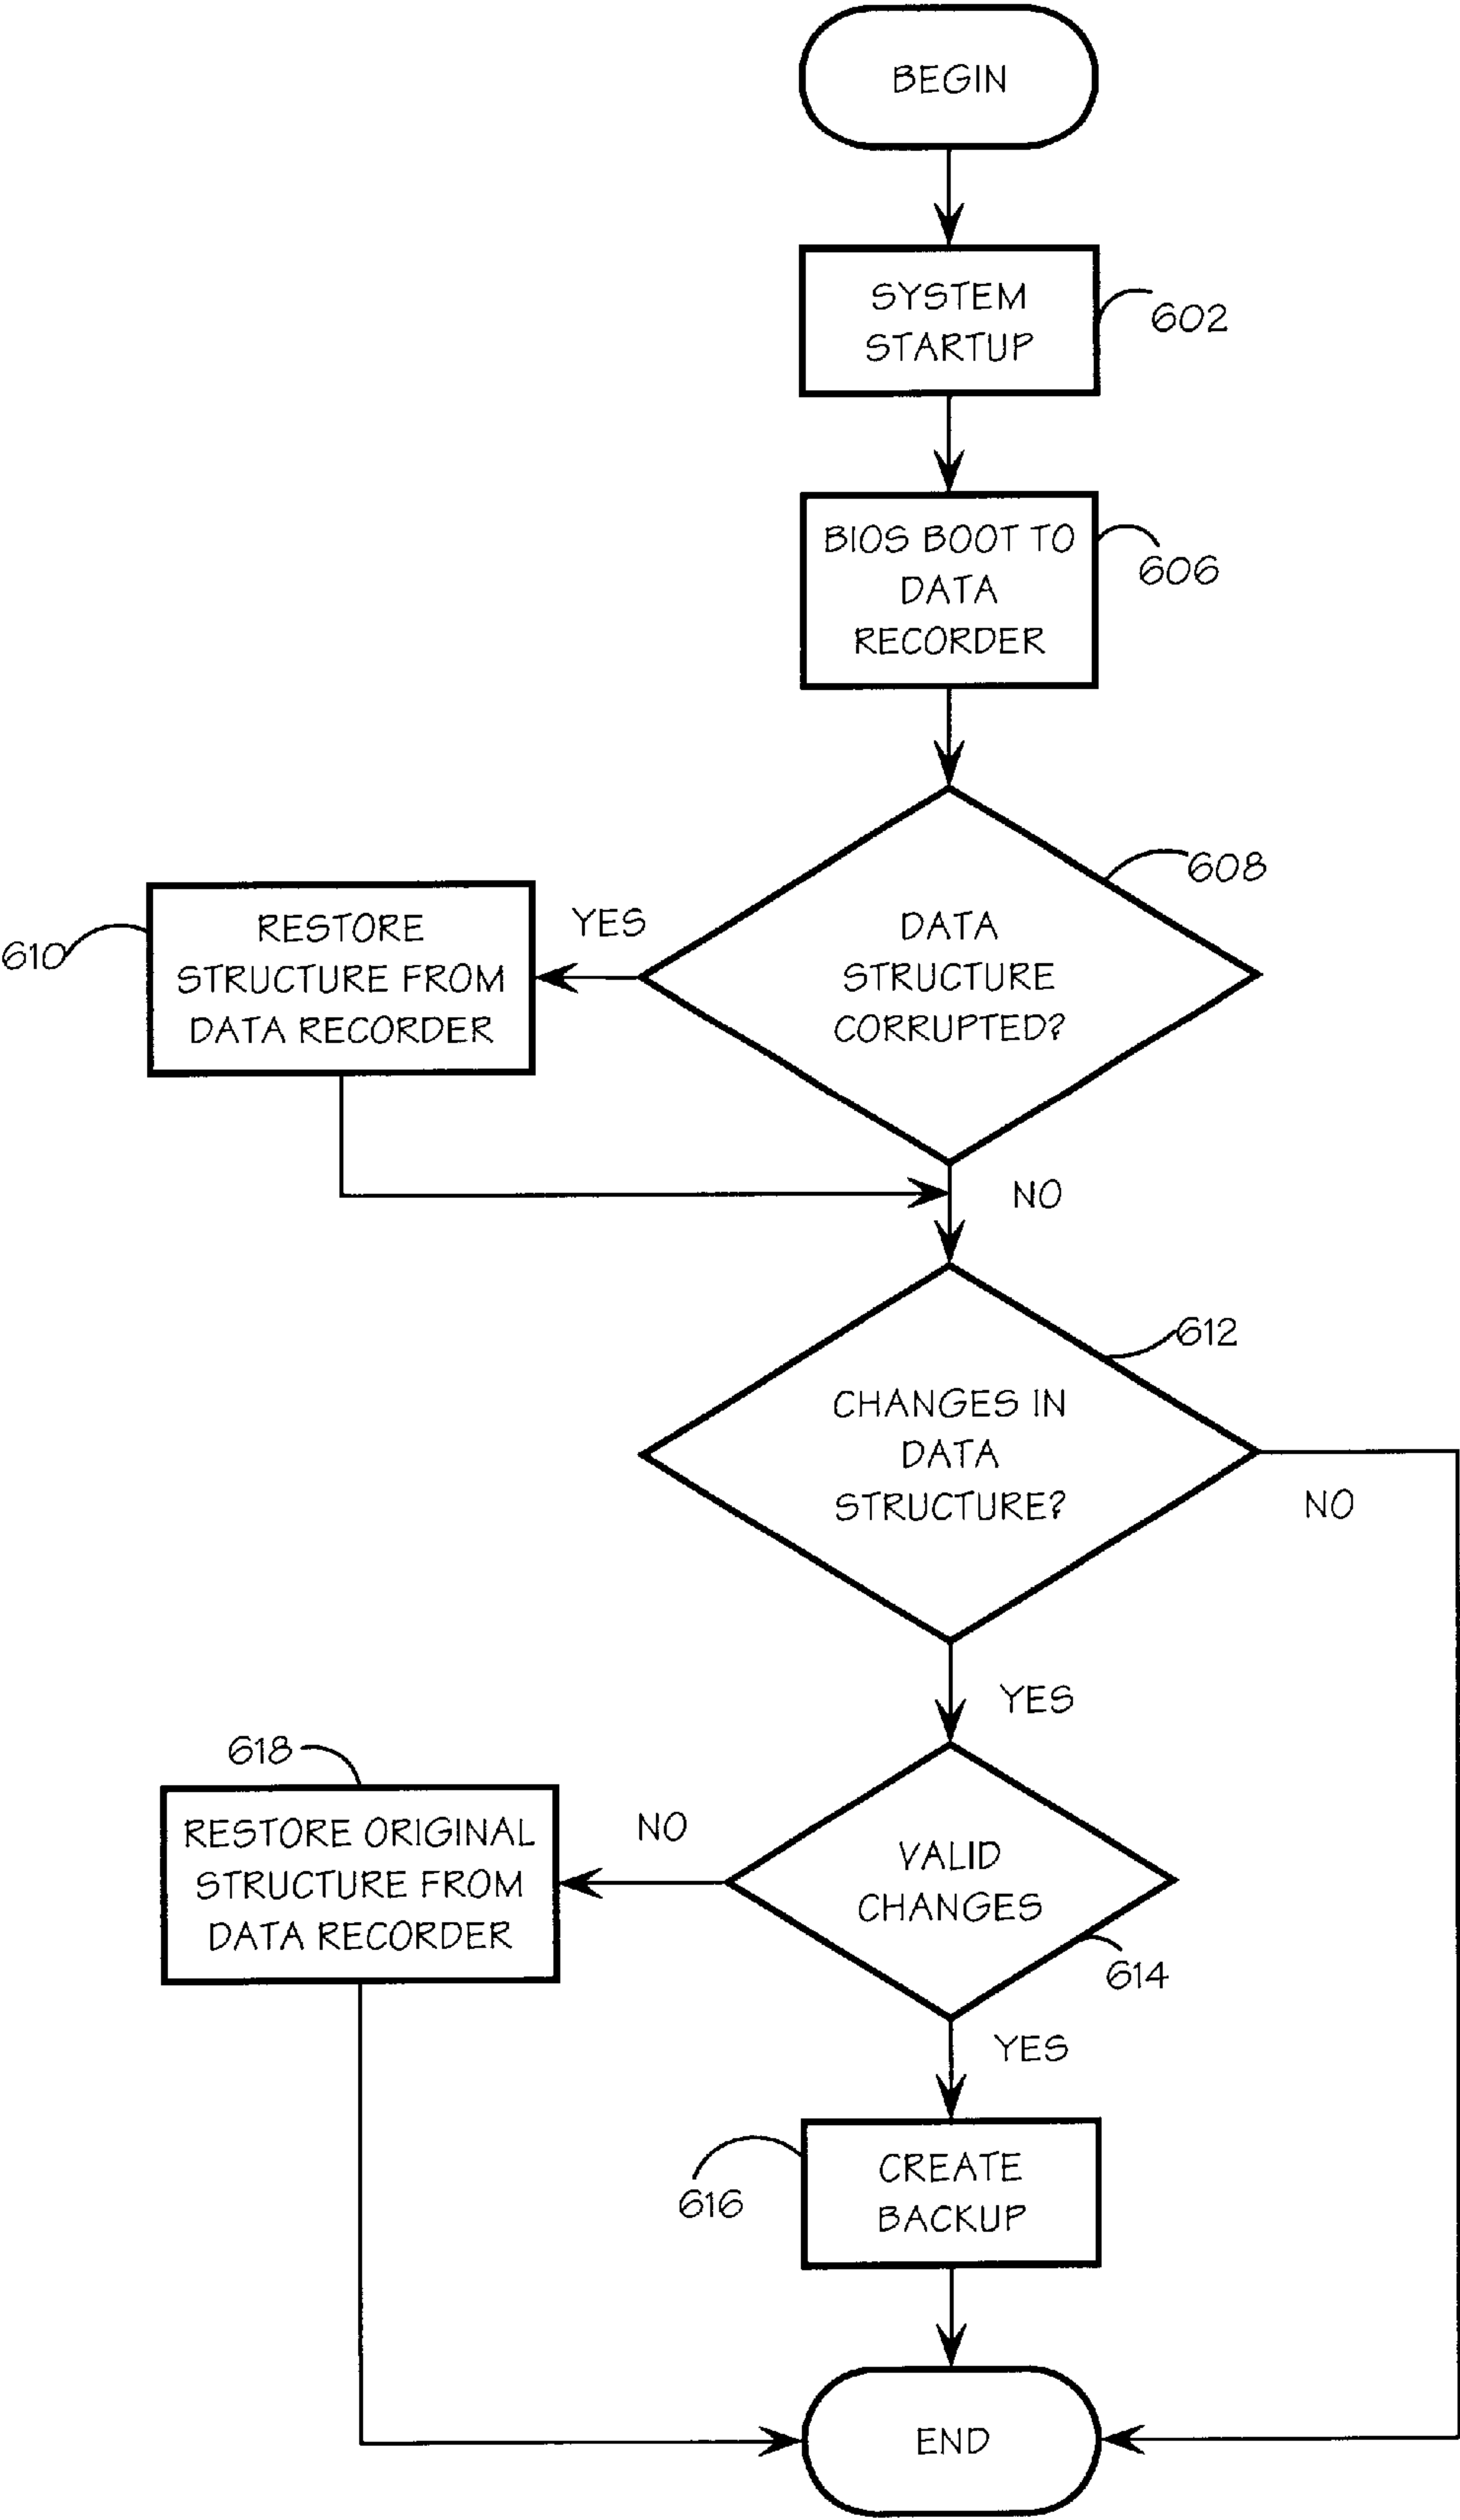 BEGIN
SYSTEM
STARTUP
602
BIOS BOOT TO
DATA
RECORDER
606
608
DATA
STRUCTURE
CORRUPTED?
YES
RESTORE
STRUCTURE FROM
DATA RECORDER
610
NO
612
CHANGES IN
DATA
STRUCTURE?
NO
YES
618
RESTORE ORIGINAL
STRUCTURE FROM
DATA RECORDER
NO
VALID
CHANGES
614
YES
CREATE
BACKUP
616
END